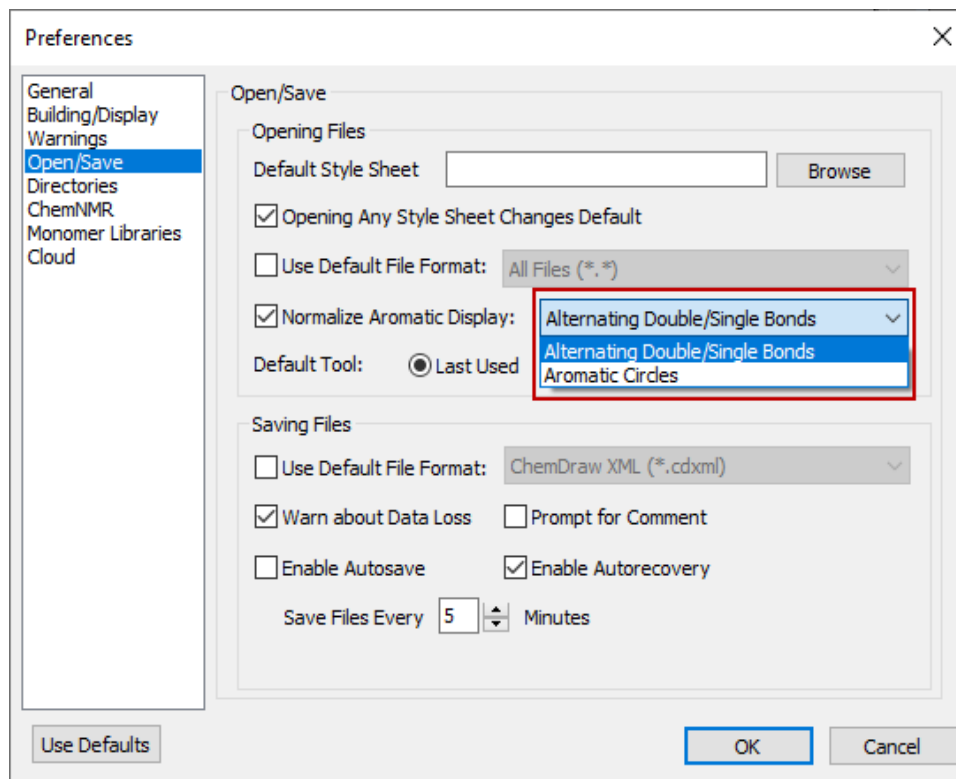 Preferences
General
Building/Display
Warnings
Open/Save
Directories
ChemNMR
Monomer Libraries
Cloud
Open/Save
Opening Files
Default Style Sheet Browse
Opening Any Style Sheet Changes Default
Use Default File Format: All Files (*.*)
Normalize Aromatic Display: Alternating Double/Single Bonds
Alternating Double/Single Bonds
Aromatic Circles
Default Tool: Last Used
Saving Files
Use Default File Format: ChemDraw XML (*.cdxml)
Warn about Data Loss Prompt for Comment
Enable Autosave Enable Autorecovery
Save Files Every 5 Minutes
Use Defaults OK Cancel